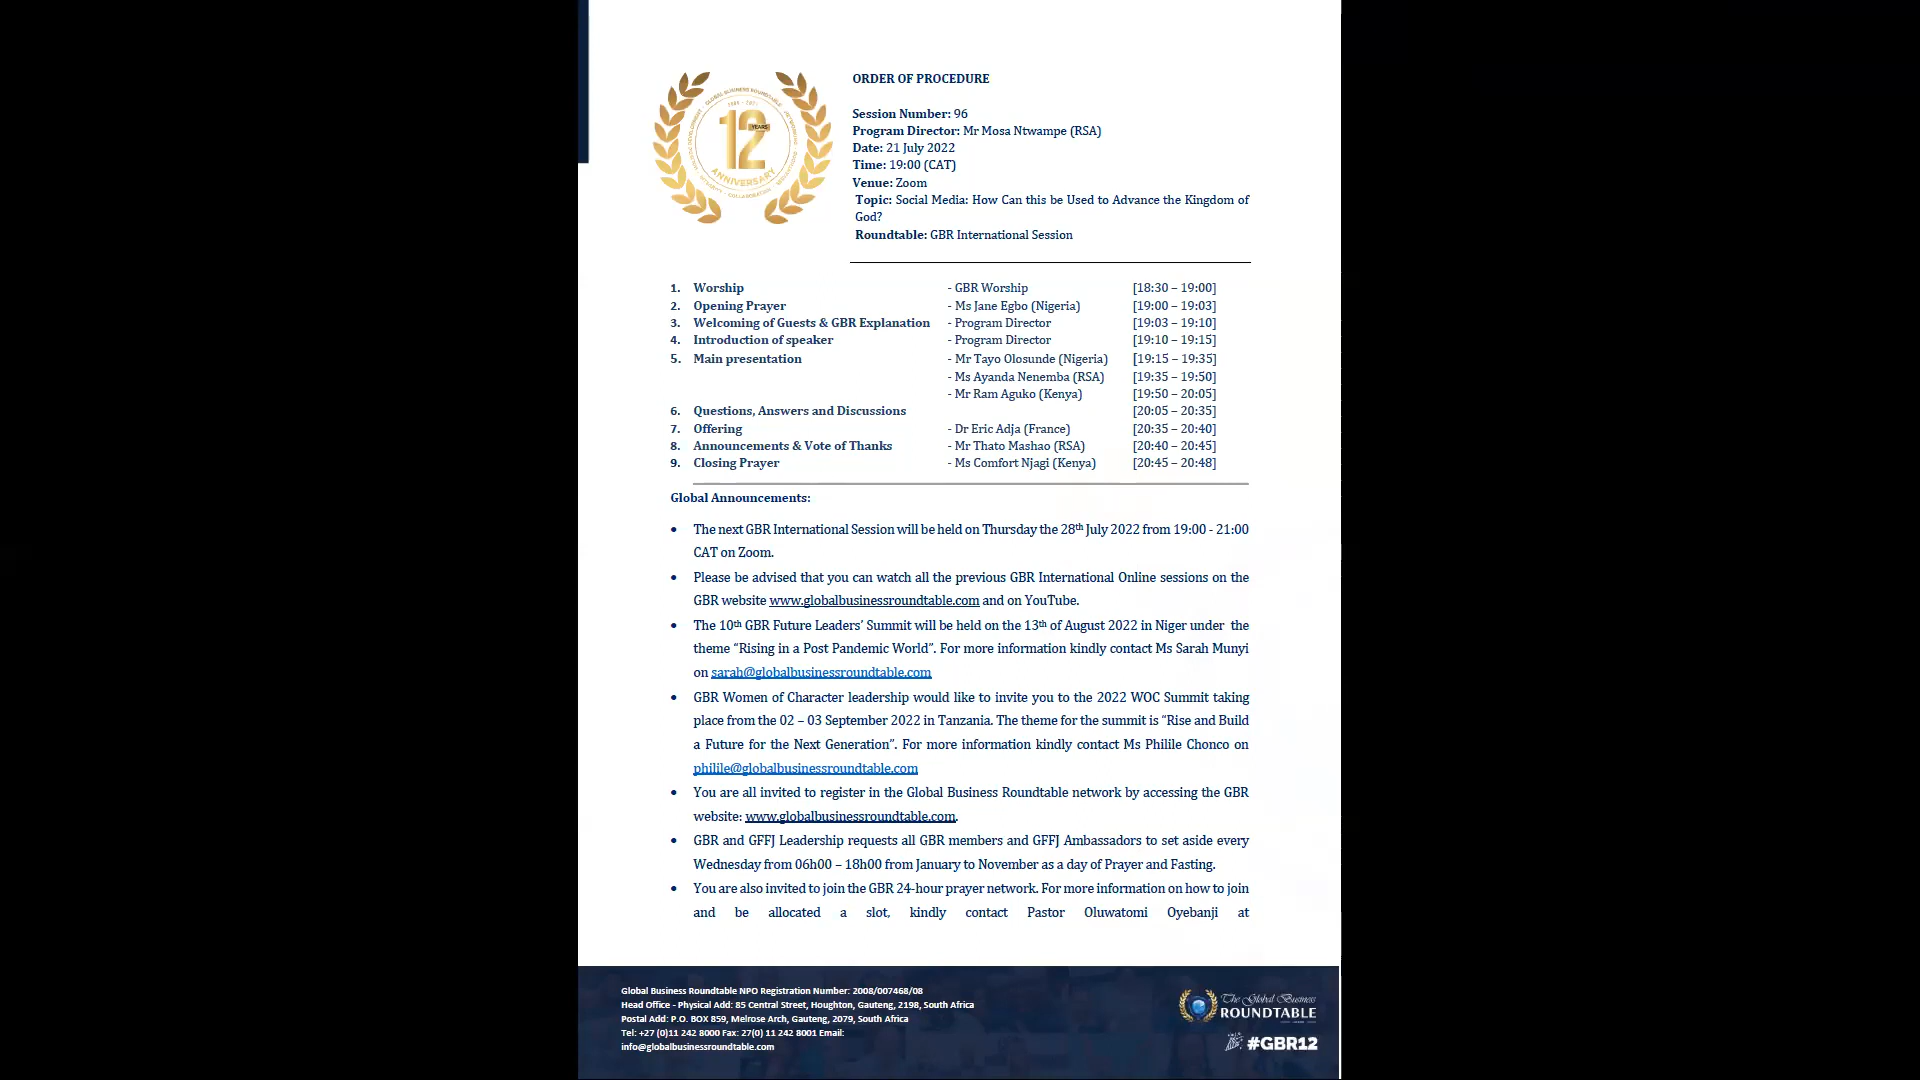 ORDER OF PROCEDURE
GLOBAL BUSINESS ROUNDTABLE
12
YEARS
ANNIVERSARY
Session Number: 96
Program Director: Mr Mosa Ntwampe (RSA)
Date: 21 July 2022
Time: 19:00 (CAT)
Venue: Zoom
Topic: Social Media: How Can this be Used to Advance the Kingdom of
God?
Roundtable: GBR International Session
1. Worship - GBR Worship [18:30 – 19:00]
2. Opening Prayer - Ms Jane Egbo (Nigeria) [19:00 – 19:03]
3. Welcoming of Guests & GBR Explanation - Program Director [19:03 – 19:10]
4. Introduction of speaker - Program Director [19:10 – 19:15]
5. Main presentation - Mr Tayo Olosunde (Nigeria) [19:15 – 19:35]
- Ms Ayanda Nenemba (RSA) [19:35 – 19:50]
- Mr Ram Aguko (Kenya) [19:50 – 20:05]
6. Questions, Answers and Discussions [20:05 – 20:35]
7. Offering - Dr Eric Adja (France) [20:35 – 20:40]
8. Announcements & Vote of Thanks - Mr Thato Mashao (RSA) [20:40 – 20:45]
9. Closing Prayer - Ms Comfort Njagi (Kenya) [20:45 – 20:48]
Global Announcements:
• The next GBR International Session will be held on Thursday the 28th July 2022 from 19:00 - 21:00
CAT on Zoom.
• Please be advised that you can watch all the previous GBR International Online sessions on the
GBR website www.globalbusinessroundtable.com and on YouTube.
• The 10th GBR Future Leaders’ Summit will be held on the 13th of August 2022 in Niger under the
theme “Rising in a Post Pandemic World”. For more information kindly contact Ms Sarah Munyi
on sarah@globalbusinessroundtable.com
• GBR Women of Character leadership would like to invite you to the 2022 WOC Summit taking
place from the 02 – 03 September 2022 in Tanzania. The theme for the summit is “Rise and Build
a Future for the Next Generation”. For more information kindly contact Ms Philile Chonco on
philile@globalbusinessroundtable.com
• You are all invited to register in the Global Business Roundtable network by accessing the GBR
website: www.globalbusinessroundtable.com.
• GBR and GFFJ Leadership requests all GBR members and GFFJ Ambassadors to set aside every
Wednesday from 06h00 – 18h00 from January to November as a day of Prayer and Fasting.
• You are also invited to join the GBR 24-hour prayer network. For more information on how to join
and be allocated a slot, kindly contact Pastor Oluwatomi Oyebanji at
Global Business Roundtable NPO Registration Number: 2008/007468/08
Head Office - Physical Add: 85 Central Street, Houghton, Gauteng, 2198, South Africa
Postal Add: P.O. BOX 859, Melrose Arch, Gauteng, 2079, South Africa
Tel: +27 (0)11 242 8000 Fax: 27(0) 11 242 8001 Email:
info@globalbusinessroundtable.com
The Global Business
ROUNDTABLE
#GBR12